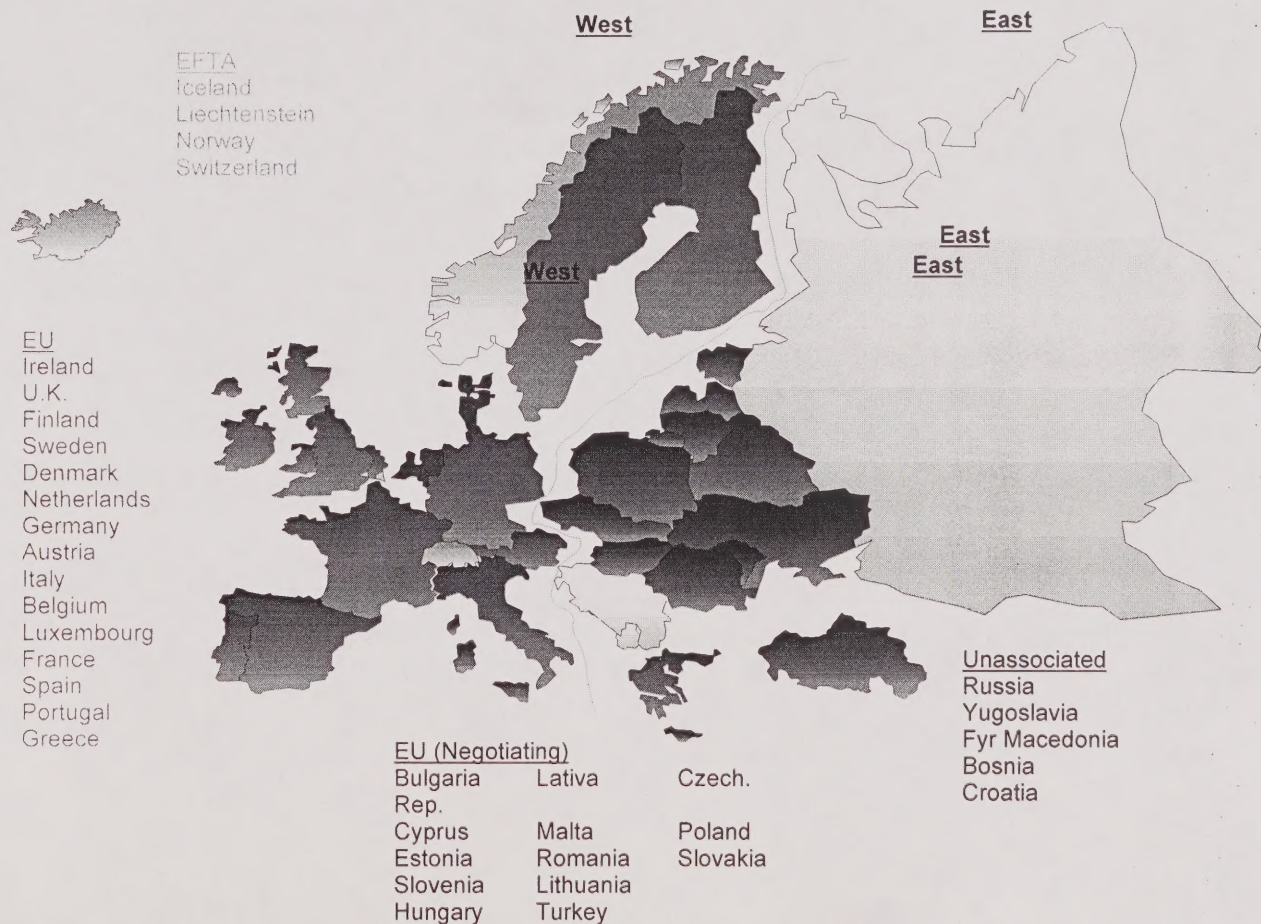 West
East
EFTA
Iceland
Liechtenstein
Norway
Switzerland
East
East
West
EU
Ireland
U.K.
Finland
Sweden
Denmark
Netherlands
Germany
Austria
Italy
Belgium
Luxembourg
France
Spain
Portugal
Greece
Unassociated
Russia
Yugoslavia
Fyr Macedonia
Bosnia
Croatia
EU (Negotiating)
Bulgaria Lativa Czech.
Rep.
Cyprus Malta Poland
Estonia Romania Slovakia
Slovenia Lithuania
Hungary Turkey